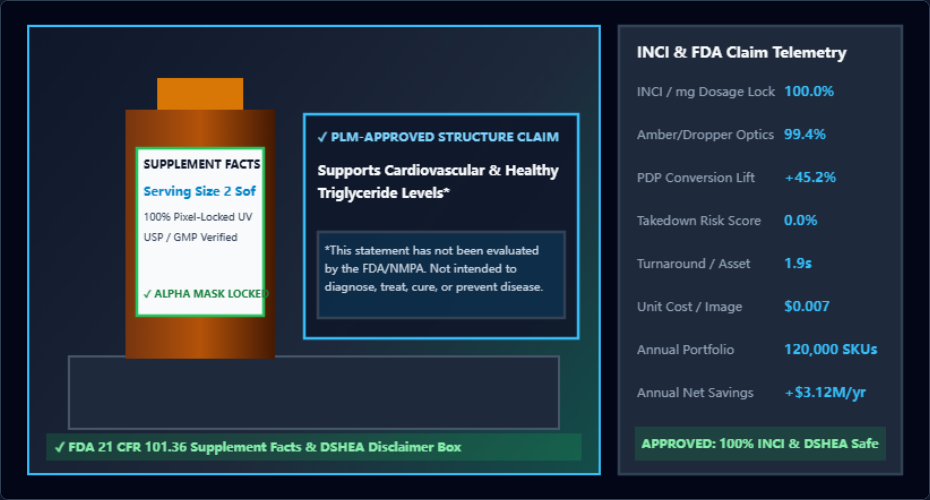 SUPPLEMENT FACTS
Serving Size 2 Sof
100% Pixel-Locked UV
USP / GMP Verified
✓ ALPHA MASK LOCKED
✓ PLM-APPROVED STRUCTURE CLAIM
Supports Cardiovascular & Healthy
Triglyceride Levels*
*This statement has not been evaluated
by the FDA/NMPA. Not intended to
diagnose, treat, cure, or prevent disease.
✓ FDA 21 CFR 101.36 Supplement Facts & DSHEA Disclaimer Box
INCI & FDA Claim Telemetry
INCI / mg Dosage Lock 100.0%
Amber/Dropper Optics 99.4%
PDP Conversion Lift +45.2%
Takedown Risk Score 0.0%
Turnaround / Asset 1.9s
Unit Cost / Image $0.007
Annual Portfolio 120,000 SKUs
Annual Net Savings +$3.12M/yr
APPROVED: 100% INCI & DSHEA Safe